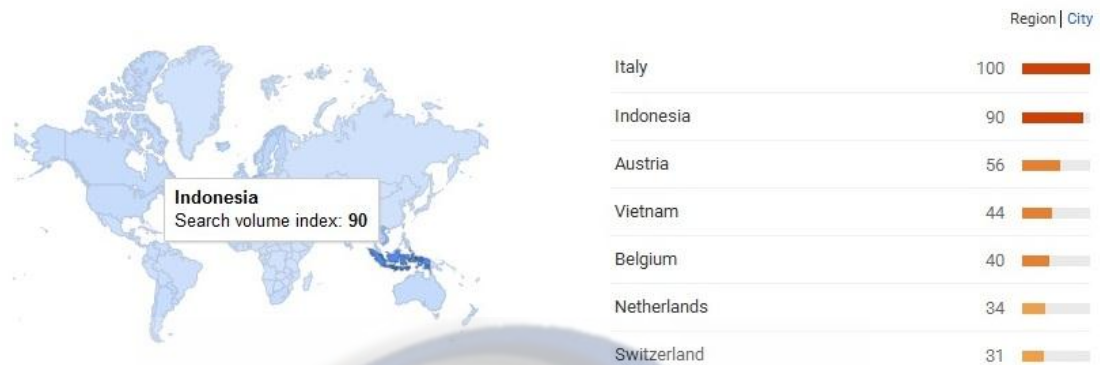 Region | City
Indonesia
Search volume index: 90
Italy 100
Indonesia 90
Austria 56
Vietnam 44
Belgium 40
Netherlands 34
Switzerland 31